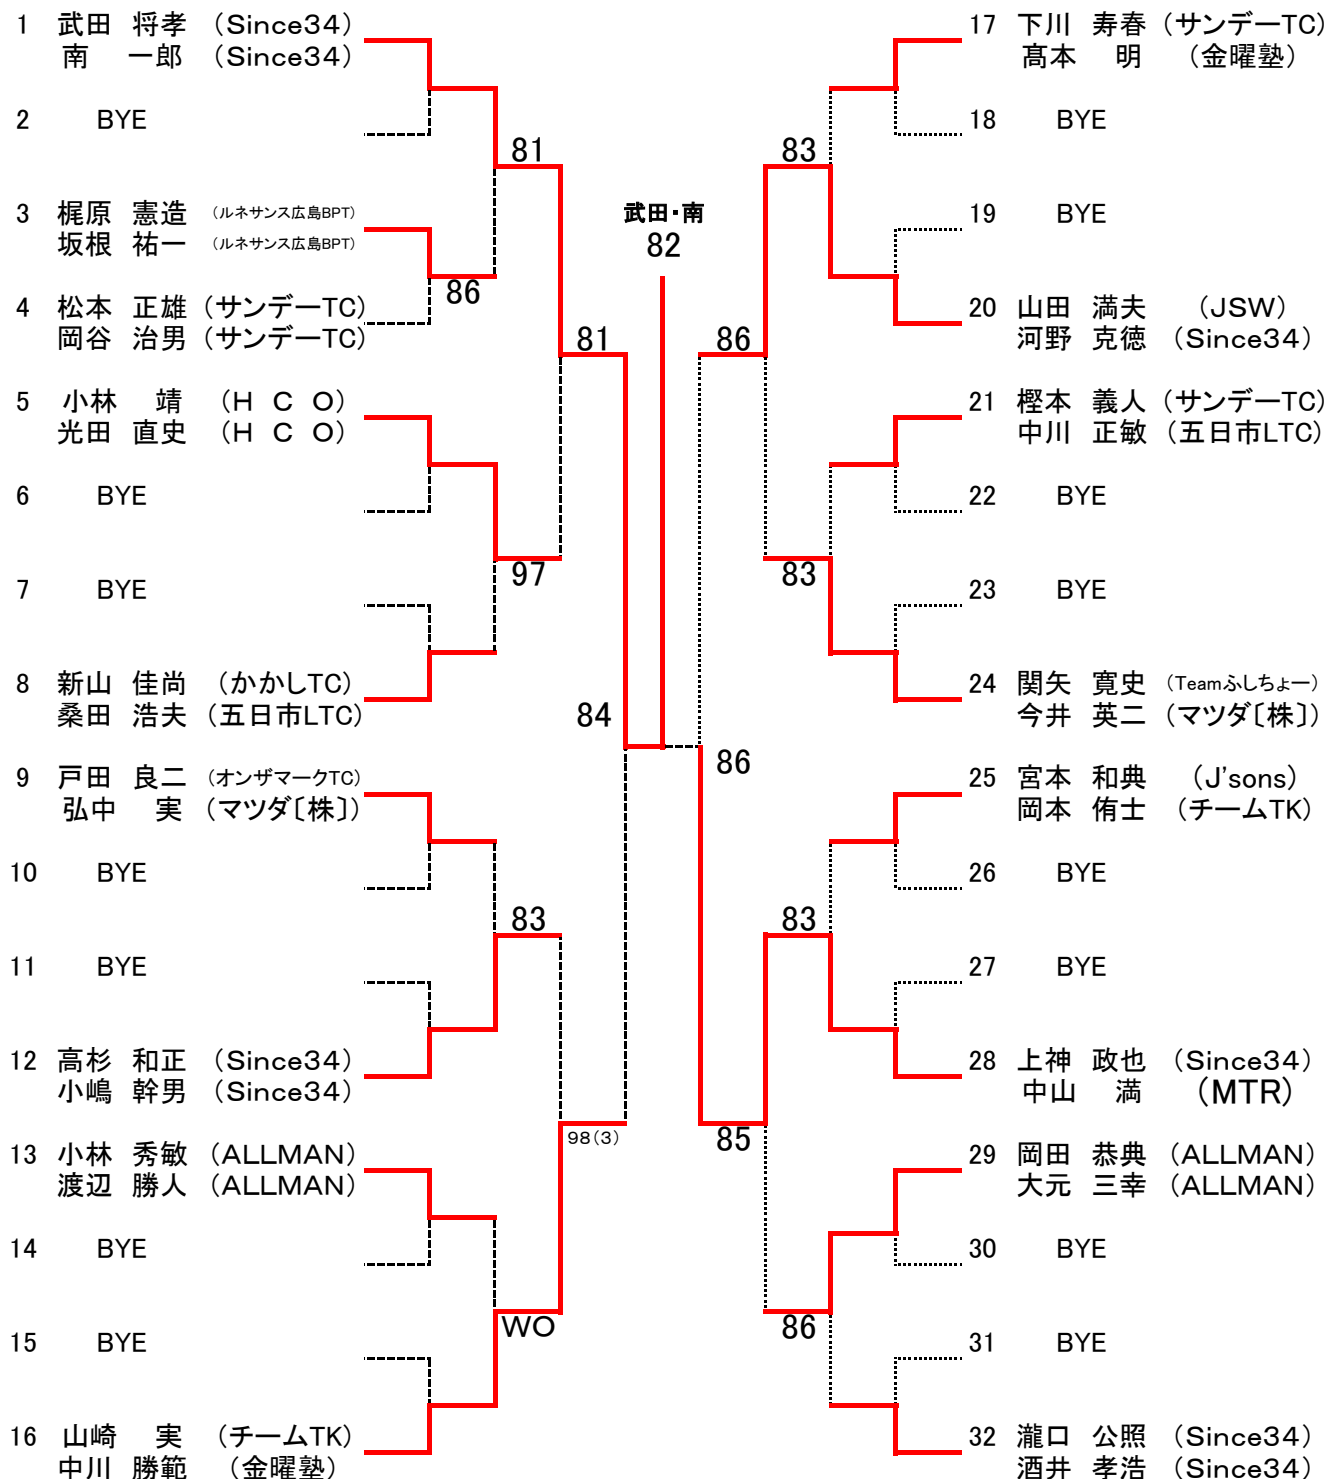 1 武田 将孝 (Since34)
南 一郎 (Since34)
2 BYE
3 梶原 憲造 (ルネサンス広島BPT)
坂根 祐一 (ルネサンス広島BPT)
4 松本 正雄 (サンデーTC)
岡谷 治男 (サンデーTC)
5 小林 靖 (H C O)
光田 直史 (H C O)
6 BYE
7 BYE
8 新山 佳尚 (かかしTC)
桑田 浩夫 (五日市LTC)
9 戸田 良二 (オンザマークTC)
弘中 実 (マツダ〔株〕)
10 BYE
11 BYE
12 高杉 和正 (Since34)
小嶋 幹男 (Since34)
13 小林 秀敏 (ALLMAN)
渡辺 勝人 (ALLMAN)
14 BYE
15 BYE
16 山崎 実 (チームTK)
中川 勝範 (金曜塾)
81
86
97
83
WO
81
98(3)
84
武田・南
82
86
86
85
83
83
83
86
17 下川 寿春 (サンデーTC)
髙本 明 (金曜塾)
18 BYE
19 BYE
20 山田 満夫 (JSW)
河野 克徳 (Since34)
21 樫本 義人 (サンデーTC)
中川 正敏 (五日市LTC)
22 BYE
23 BYE
24 関矢 寛史 (Teamふしちょー)
今井 英二 (マツダ〔株〕)
25 宮本 和典 (J'sons)
岡本 侑士 (チームTK)
26 BYE
27 BYE
28 上神 政也 (Since34)
中山 満 (MTR)
29 岡田 恭典 (ALLMAN)
大元 三幸 (ALLMAN)
30 BYE
31 BYE
32 瀧口 公照 (Since34)
酒井 孝浩 (Since34)